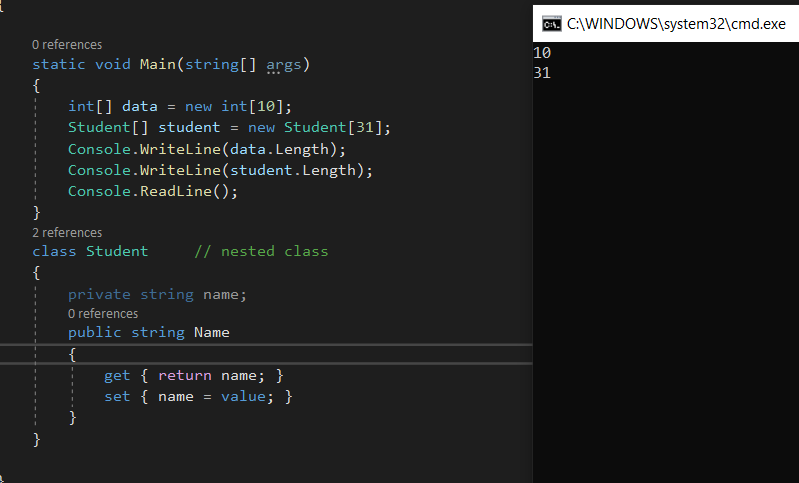 {
0 references
static void Main(string[] args)
{
int[] data = new int[10];
Student[] student = new Student[31];
Console.WriteLine(data.Length);
Console.WriteLine(student.Length);
Console.ReadLine();
}
2 references
class Student // nested class
{
private string name;
0 references
public string Name
{
get { return name; }
set { name = value; }
}
}
}
C:\WINDOWS\system32\cmd.exe
10
31